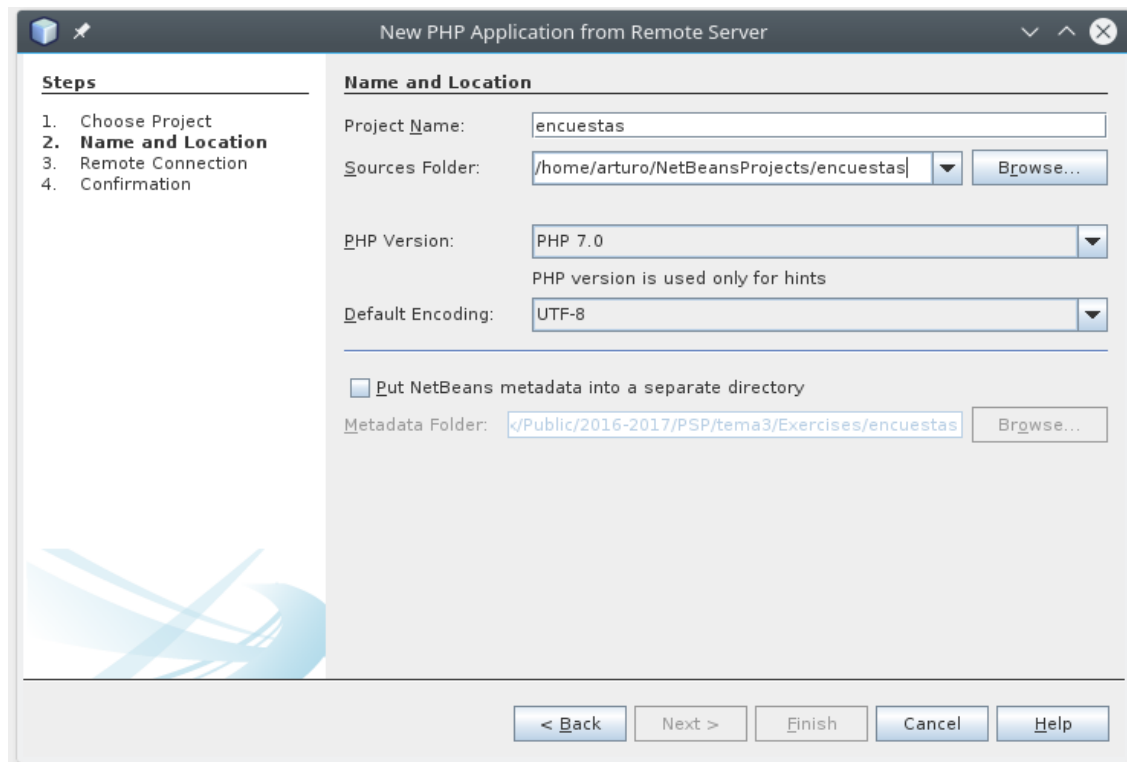 New PHP Application from Remote Server
Steps
1. Choose Project
2. Name and Location
3. Remote Connection
4. Confirmation
Name and Location
Project Name: encuestas
Sources Folder: /home/arturo/NetBeansProjects/encuestas Browse...
PHP Version: PHP 7.0
PHP version is used only for hints
Default Encoding: UTF-8
Put NetBeans metadata into a separate directory
Metadata Folder: /Public/2016-2017/PSP/tema3/Exercises/encuestas Browse...
< Back Next > Finish Cancel Help